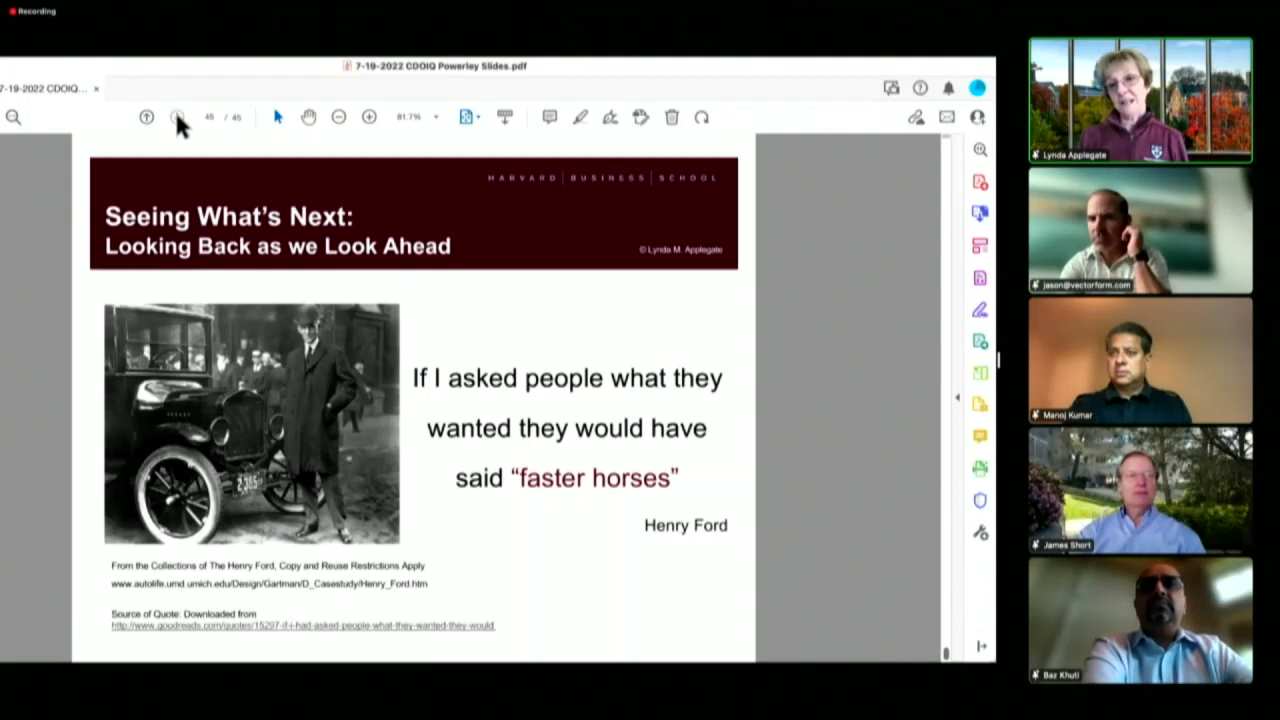 Recording
7-19-2022 CDOIQ Powerley Slides.pdf
7-19-2022 CDOIQ... ×
45 / 45
81.7%
HARVARD | BUSINESS | SCHOOL
Seeing What's Next:
Looking Back as we Look Ahead
© Lynda M. Applegate
If I asked people what they
wanted they would have
said “faster horses”
Henry Ford
From the Collections of The Henry Ford, Copy and Reuse Restrictions Apply
www.autolife.umd.umich.edu/Design/Gartman/D_Casestudy/Henry_Ford.htm
Source of Quote: Downloaded from
http://www.goodreads.com/quotes/15297-if-i-had-asked-people-what-they-wanted-they-would
Lynda Applegate
jason@vectorform.com
Manoj Kumar
James Short
Baz Khuti